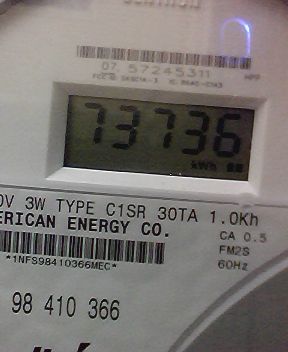 07 57245311
73736
kWh
0V 3W TYPE C1SR 30TA 1.0Kh
ERICAN ENERGY CO.
CA 0.5
FM2S
60Hz
*1NFS98410366MEC*
98 410 366